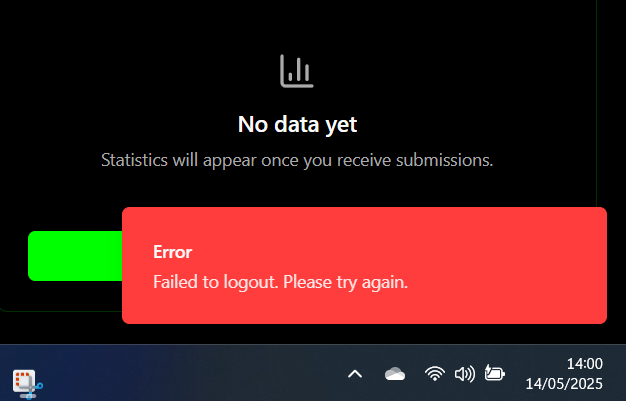 No data yet
Statistics will appear once you receive submissions.
Error
Failed to logout. Please try again.
14:00
14/05/2025